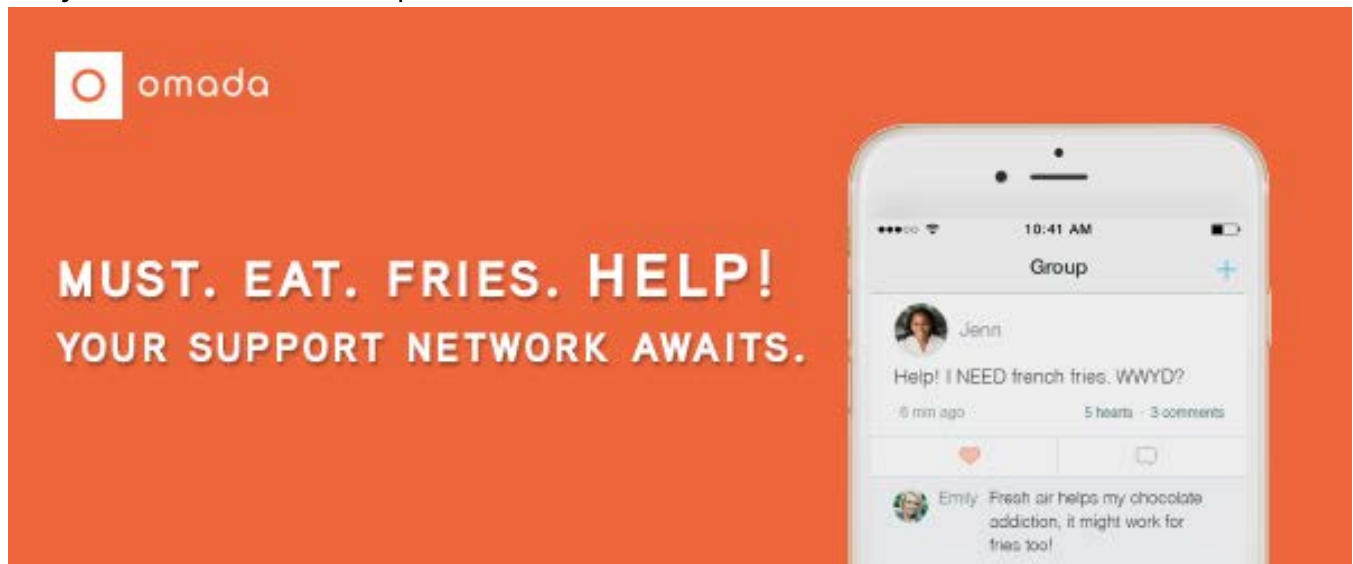 omada
MUST. EAT. FRIES. HELP!
YOUR SUPPORT NETWORK AWAITS.
10:41 AM
Group
Jenn
Help! I NEED french fries. WWYD?
6 min ago
5 hearts · 3 comments
Emily
Fresh air helps my chocolate
addiction, it might work for
fries too!